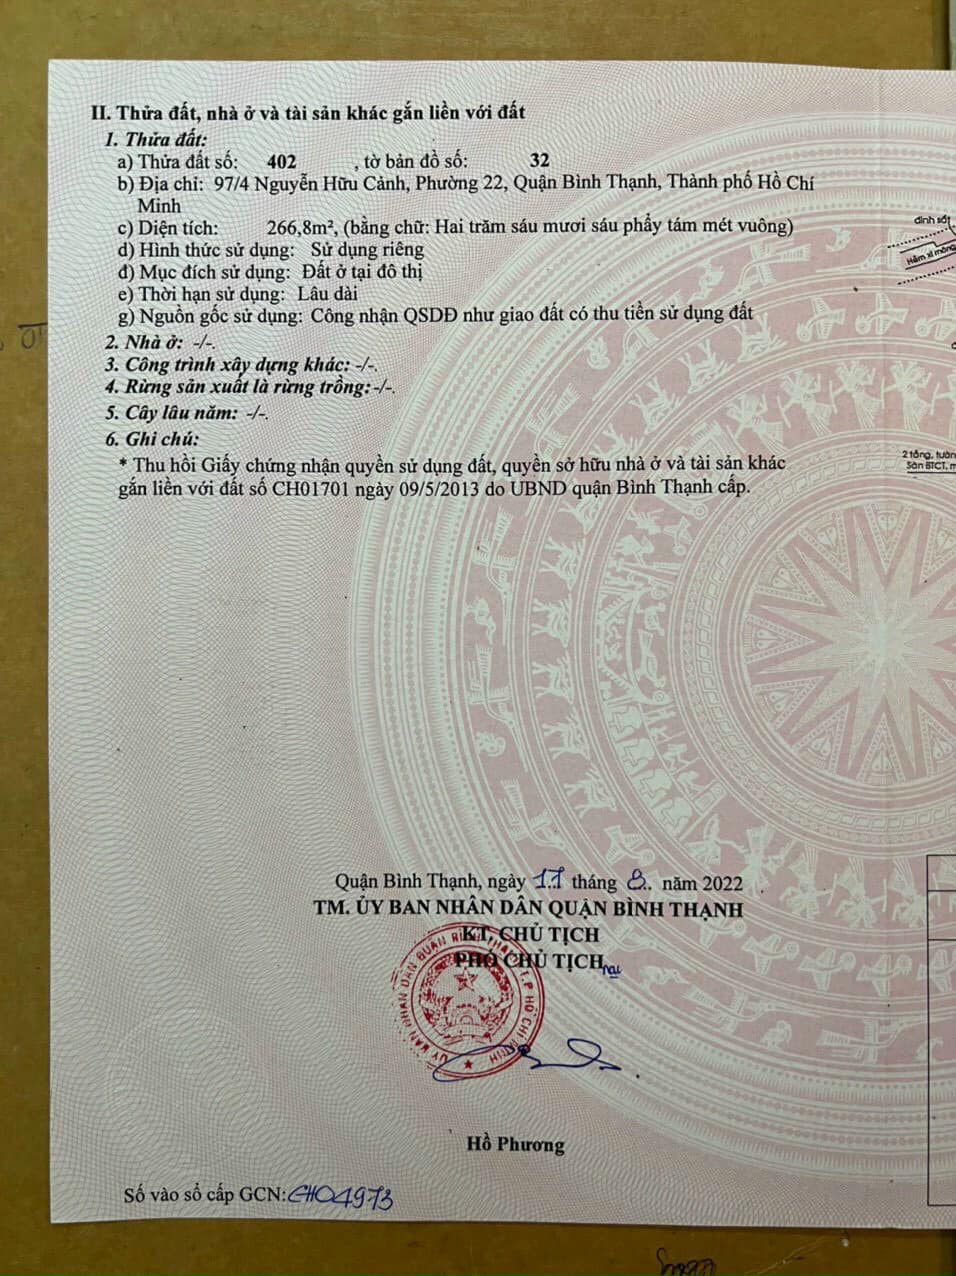 II. Thửa đất, nhà ở và tài sản khác gắn liền với đất
1. Thửa đất:
a) Thửa đất số: 402 , tờ bản đồ số: 32
b) Địa chỉ: 97/4 Nguyễn Hữu Cảnh, Phường 22, Quận Bình Thạnh, Thành phố Hồ Chí
Minh
c) Diện tích: 266,8m², (bằng chữ: Hai trăm sáu mươi sáu phẩy tám mét vuông)
d) Hình thức sử dụng: Sử dụng riêng
đ) Mục đích sử dụng: Đất ở tại đô thị
e) Thời hạn sử dụng: Lâu dài
g) Nguồn gốc sử dụng: Công nhận QSDĐ như giao đất có thu tiền sử dụng đất
2. Nhà ở: -/-.
3. Công trình xây dựng khác: -/-.
4. Rừng sản xuất là rừng trồng: -/-.
5. Cây lâu năm: -/-.
6. Ghi chú:
* Thu hồi Giấy chứng nhận quyền sử dụng đất, quyền sở hữu nhà ở và tài sản khác
gắn liền với đất số CH01701 ngày 09/5/2013 do UBND quận Bình Thạnh cấp.
Hầm xi măng
2 tầng, tườn
Sàn BTCT, m
Quận Bình Thạnh, ngày 11 tháng 8. năm 2022
TM. ỦY BAN NHÂN DÂN QUẬN BÌNH THẠNH
KT, CHỦ TỊCH
PHÓ CHỦ TỊCH
Hồ Phương
Số vào sổ cấp GCN: CH04973